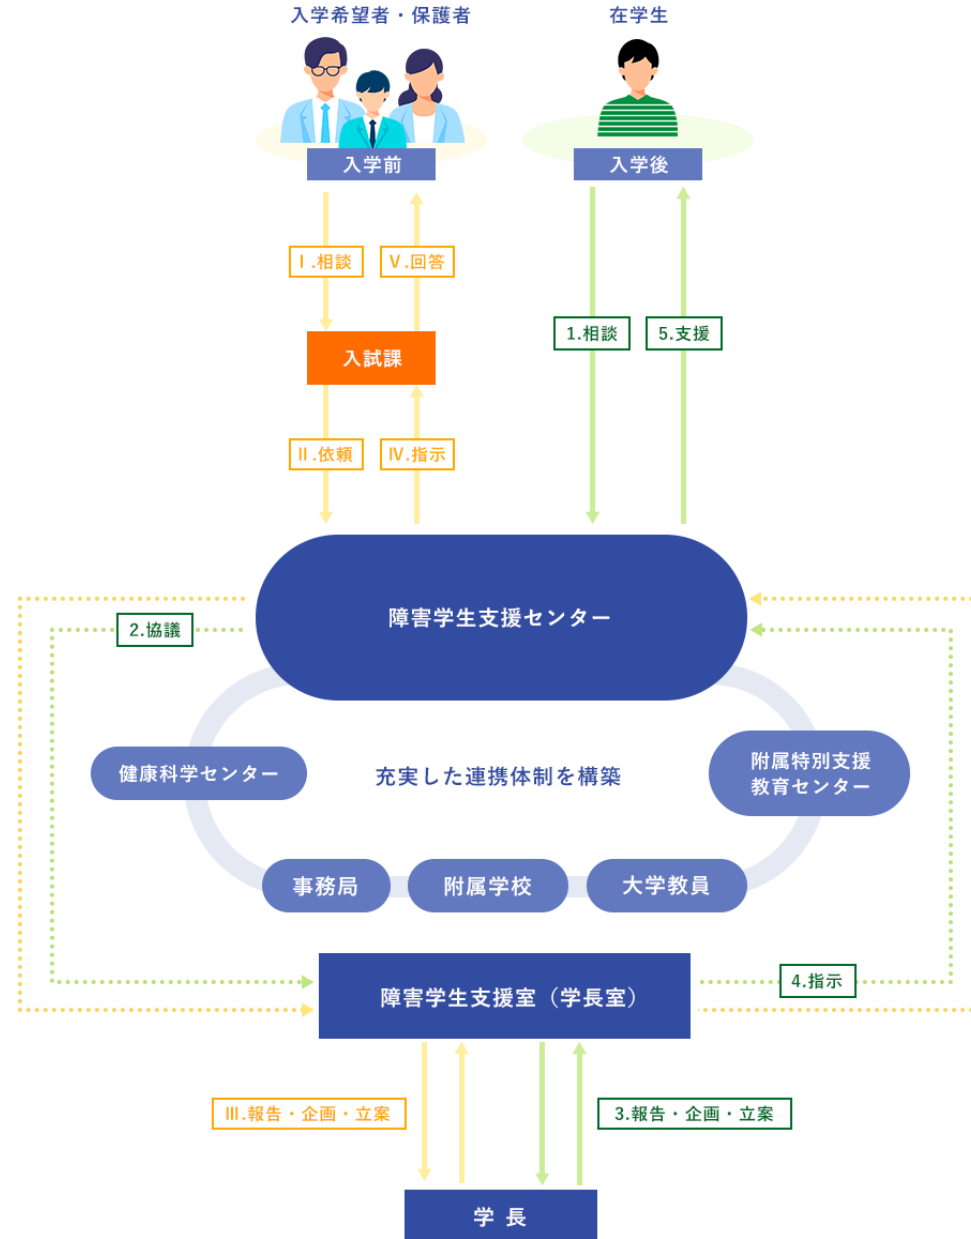 入学希望者・保護者
在学生
入学前
入学後
Ⅰ.相談
Ⅴ.回答
1.相談
5.支援
入試課
Ⅱ.依頼
Ⅳ.指示
障害学生支援センター
2.協議
健康科学センター
充実した連携体制を構築
附属特別支援
教育センター
事務局
附属学校
大学教員
障害学生支援室（学長室）
4.指示
Ⅲ.報告・企画・立案
3.報告・企画・立案
学 長